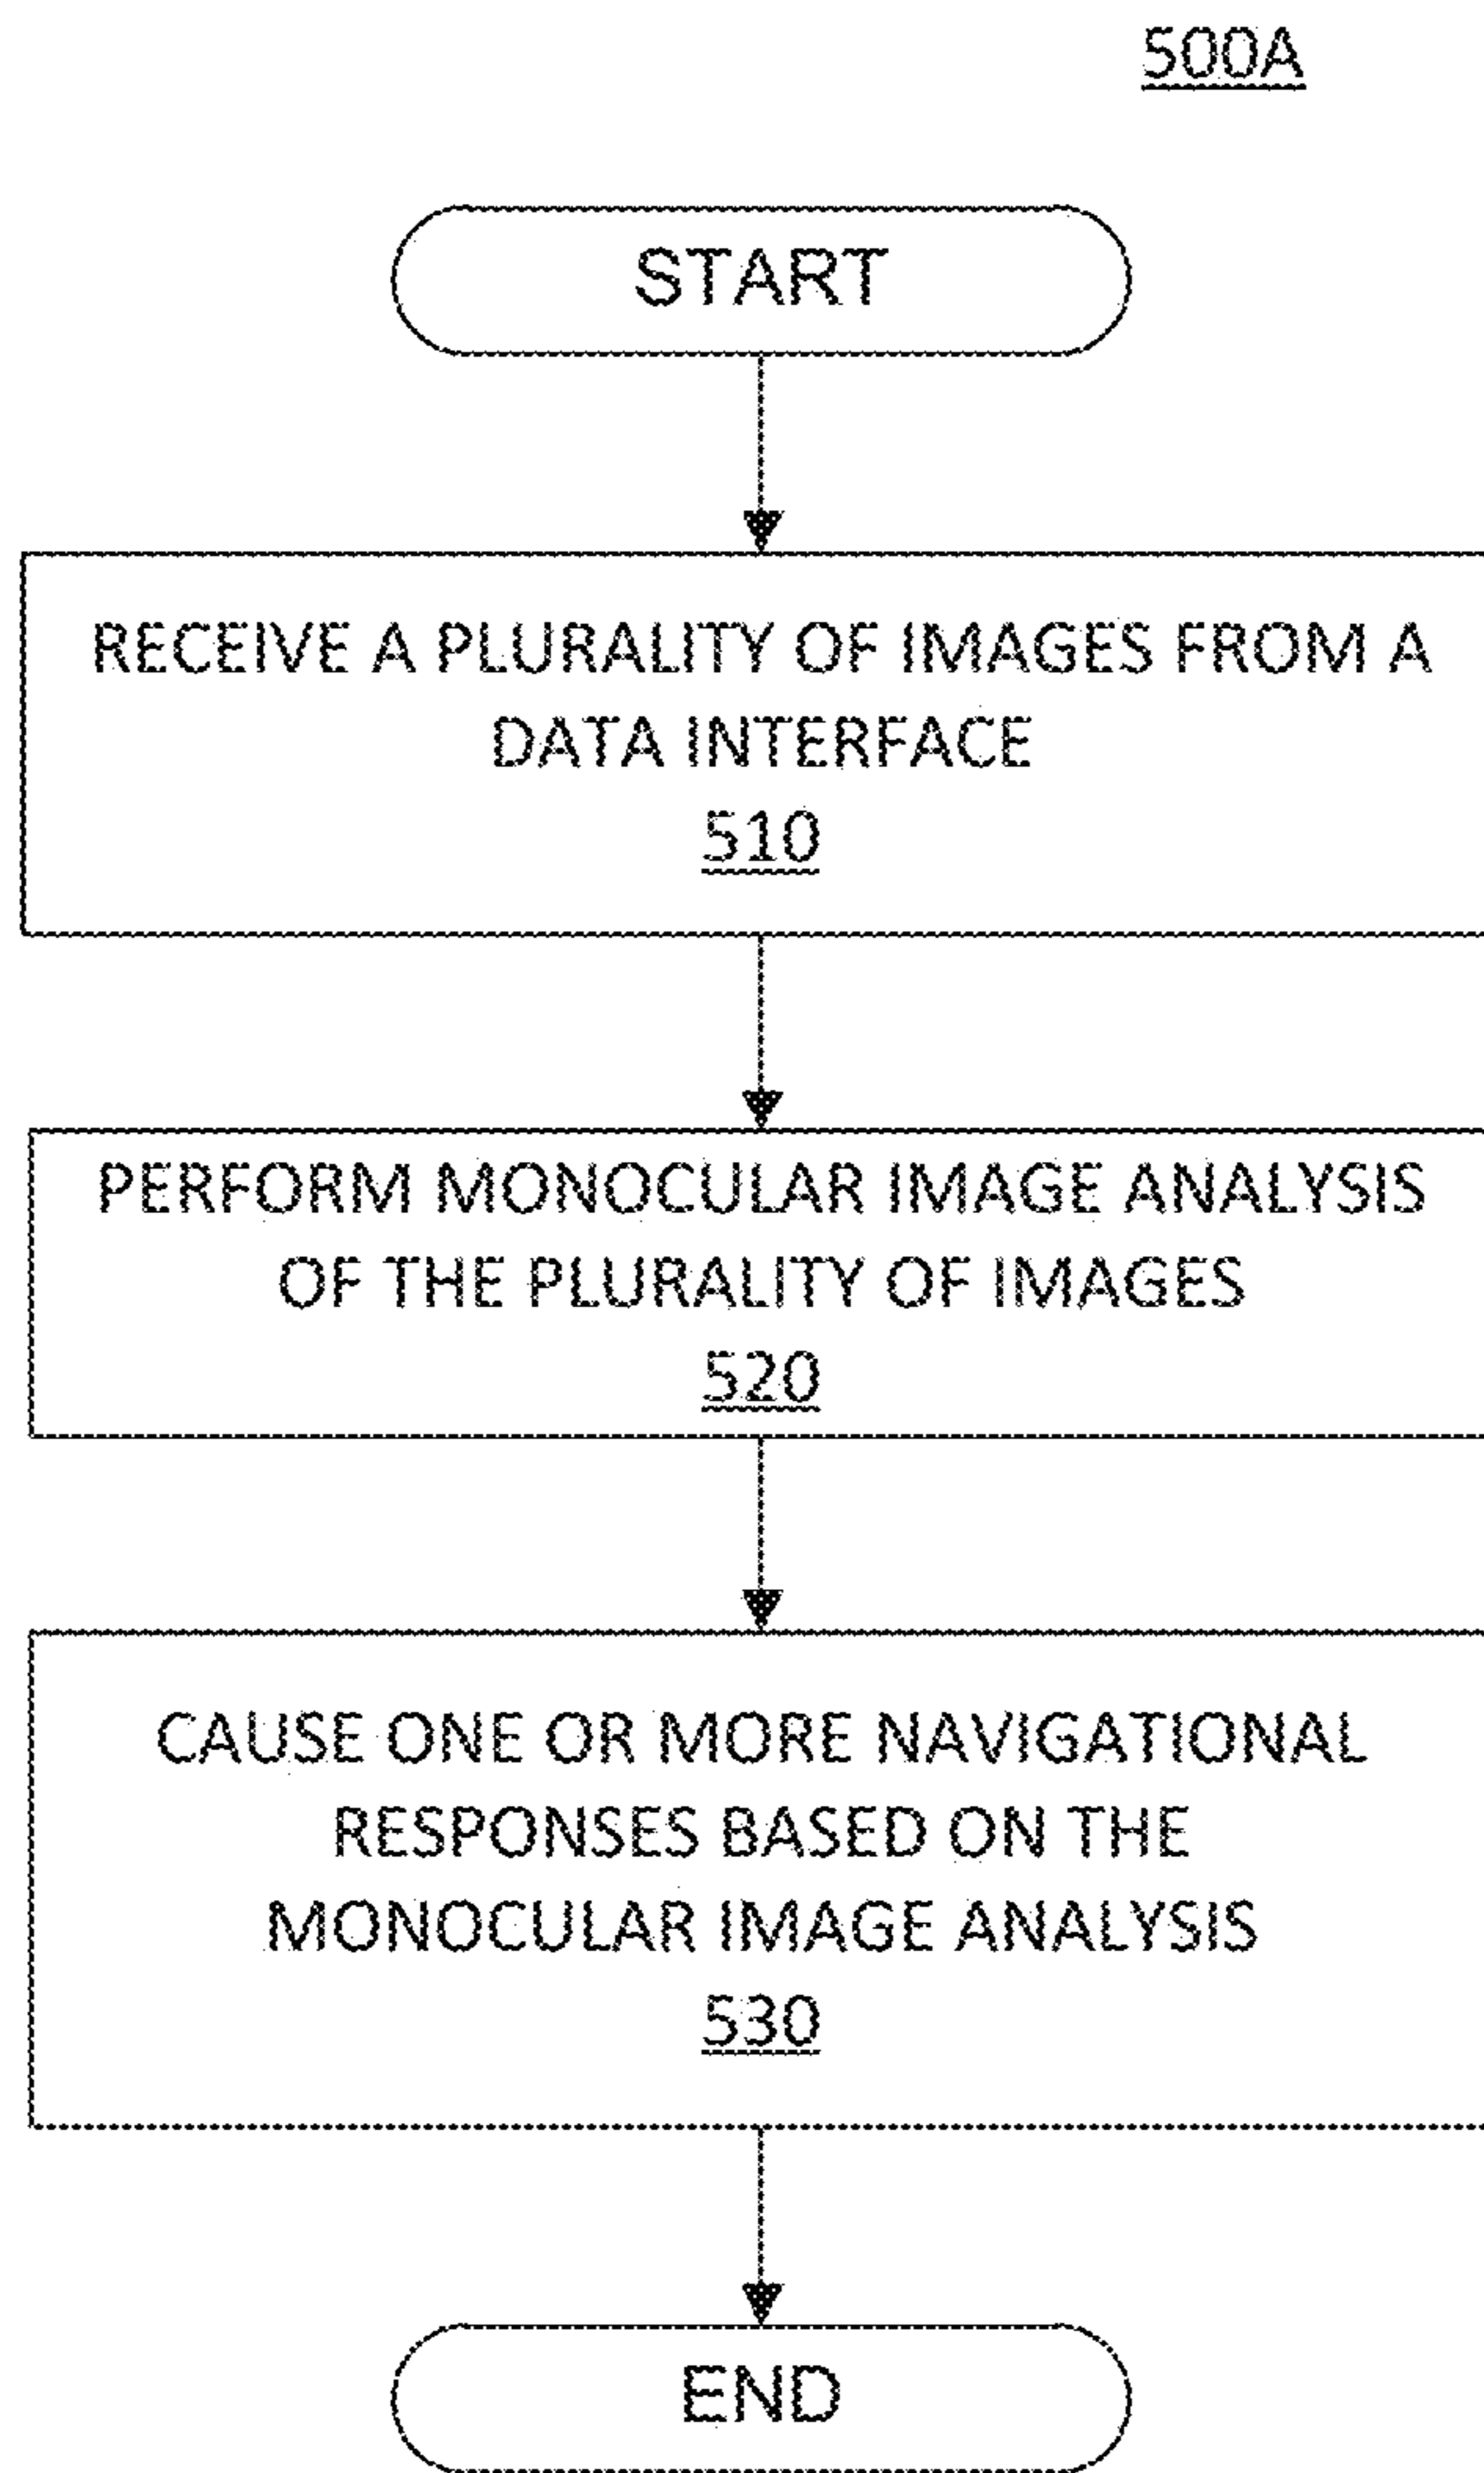 500A
START
RECEIVE A PLURALITY OF IMAGES FROM A
DATA INTERFACE
510
PERFORM MONOCULAR IMAGE ANALYSIS
OF THE PLURALITY OF IMAGES
520
CAUSE ONE OR MORE NAVIGATIONAL
RESPONSES BASED ON THE
MONOCULAR IMAGE ANALYSIS
530
END